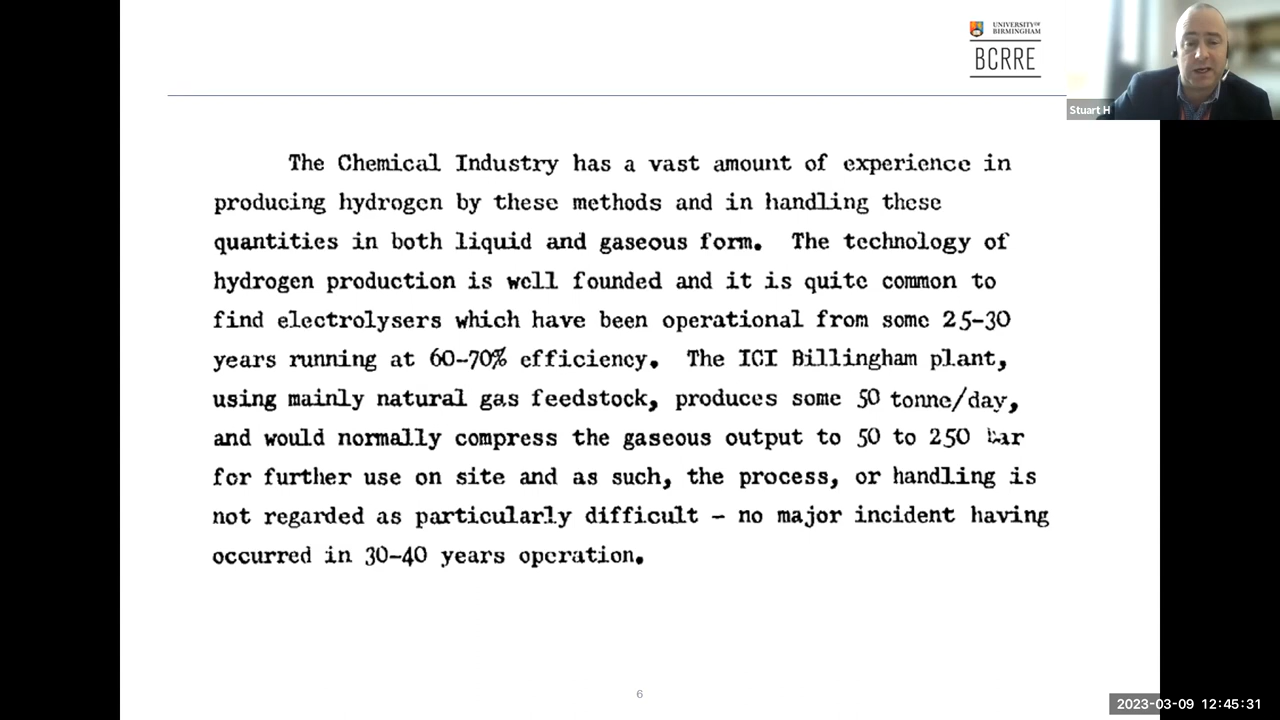 UNIVERSITY OF
BIRMINGHAM
BCRRE
Stuart H
The Chemical Industry has a vast amount of experience in
producing hydrogen by these methods and in handling these
quantities in both liquid and gaseous form. The technology of
hydrogen production is well founded and it is quite common to
find electrolysers which have been operational from some 25-30
years running at 60-70% efficiency. The ICI Billingham plant,
using mainly natural gas feedstock, produces some 50 tonne/day,
and would normally compress the gaseous output to 50 to 250 bar
for further use on site and as such, the process, or handling is
not regarded as particularly difficult - no major incident having
occurred in 30-40 years operation.
6
2023-03-09 12:45:31